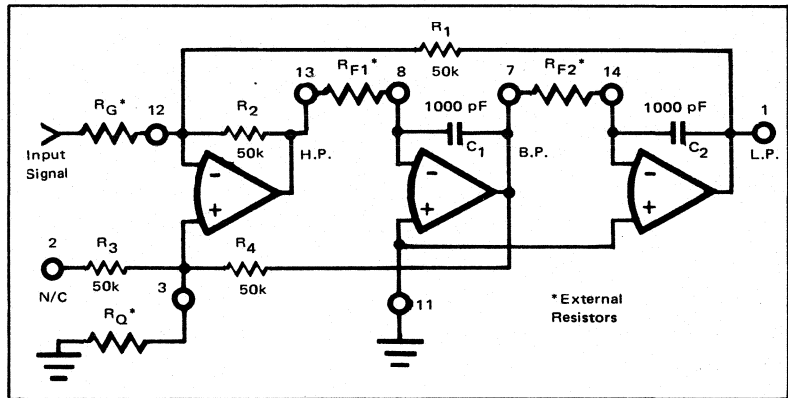 R1
50k
RG*
12
R2
50k
H.P.
13
RF1*
8
1000 pF
C1
7
B.P.
RF2*
14
1000 pF
C2
1
L.P.
Input
Signal
−
+
−
+
−
+
2
N/C
R3
50k
3
R4
50k
RQ*
11
*External
Resistors